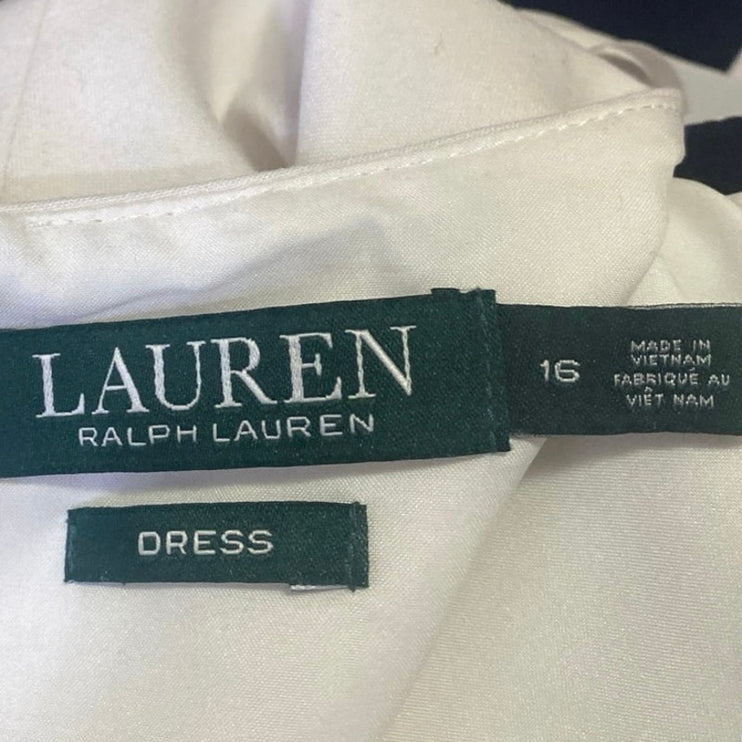 LAUREN
RALPH LAUREN
16
MADE IN
VIETNAM
FABRIQUÉ AU
VIÊT NAM
DRESS